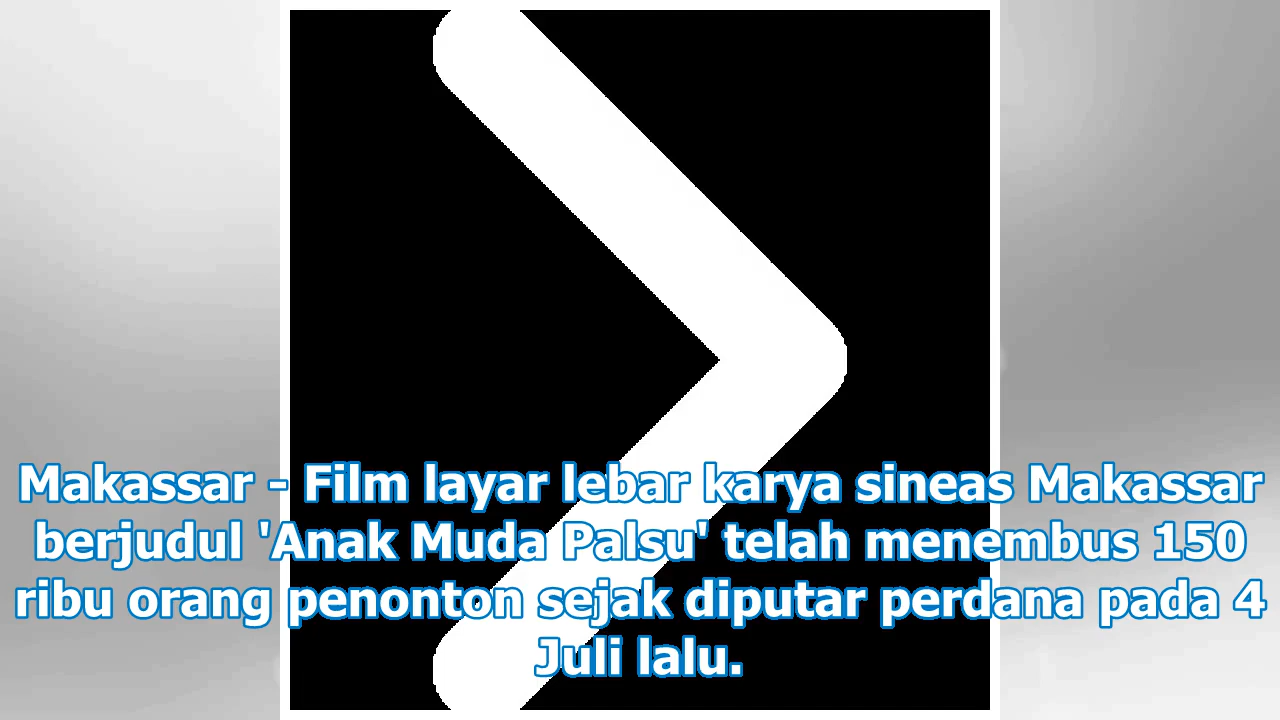 Makassar - Film layar lebar karya sineas Makassar
berjudul 'Anak Muda Palsu' telah menembus 150
ribu orang penonton sejak diputar perdana pada 4
Juli lalu.